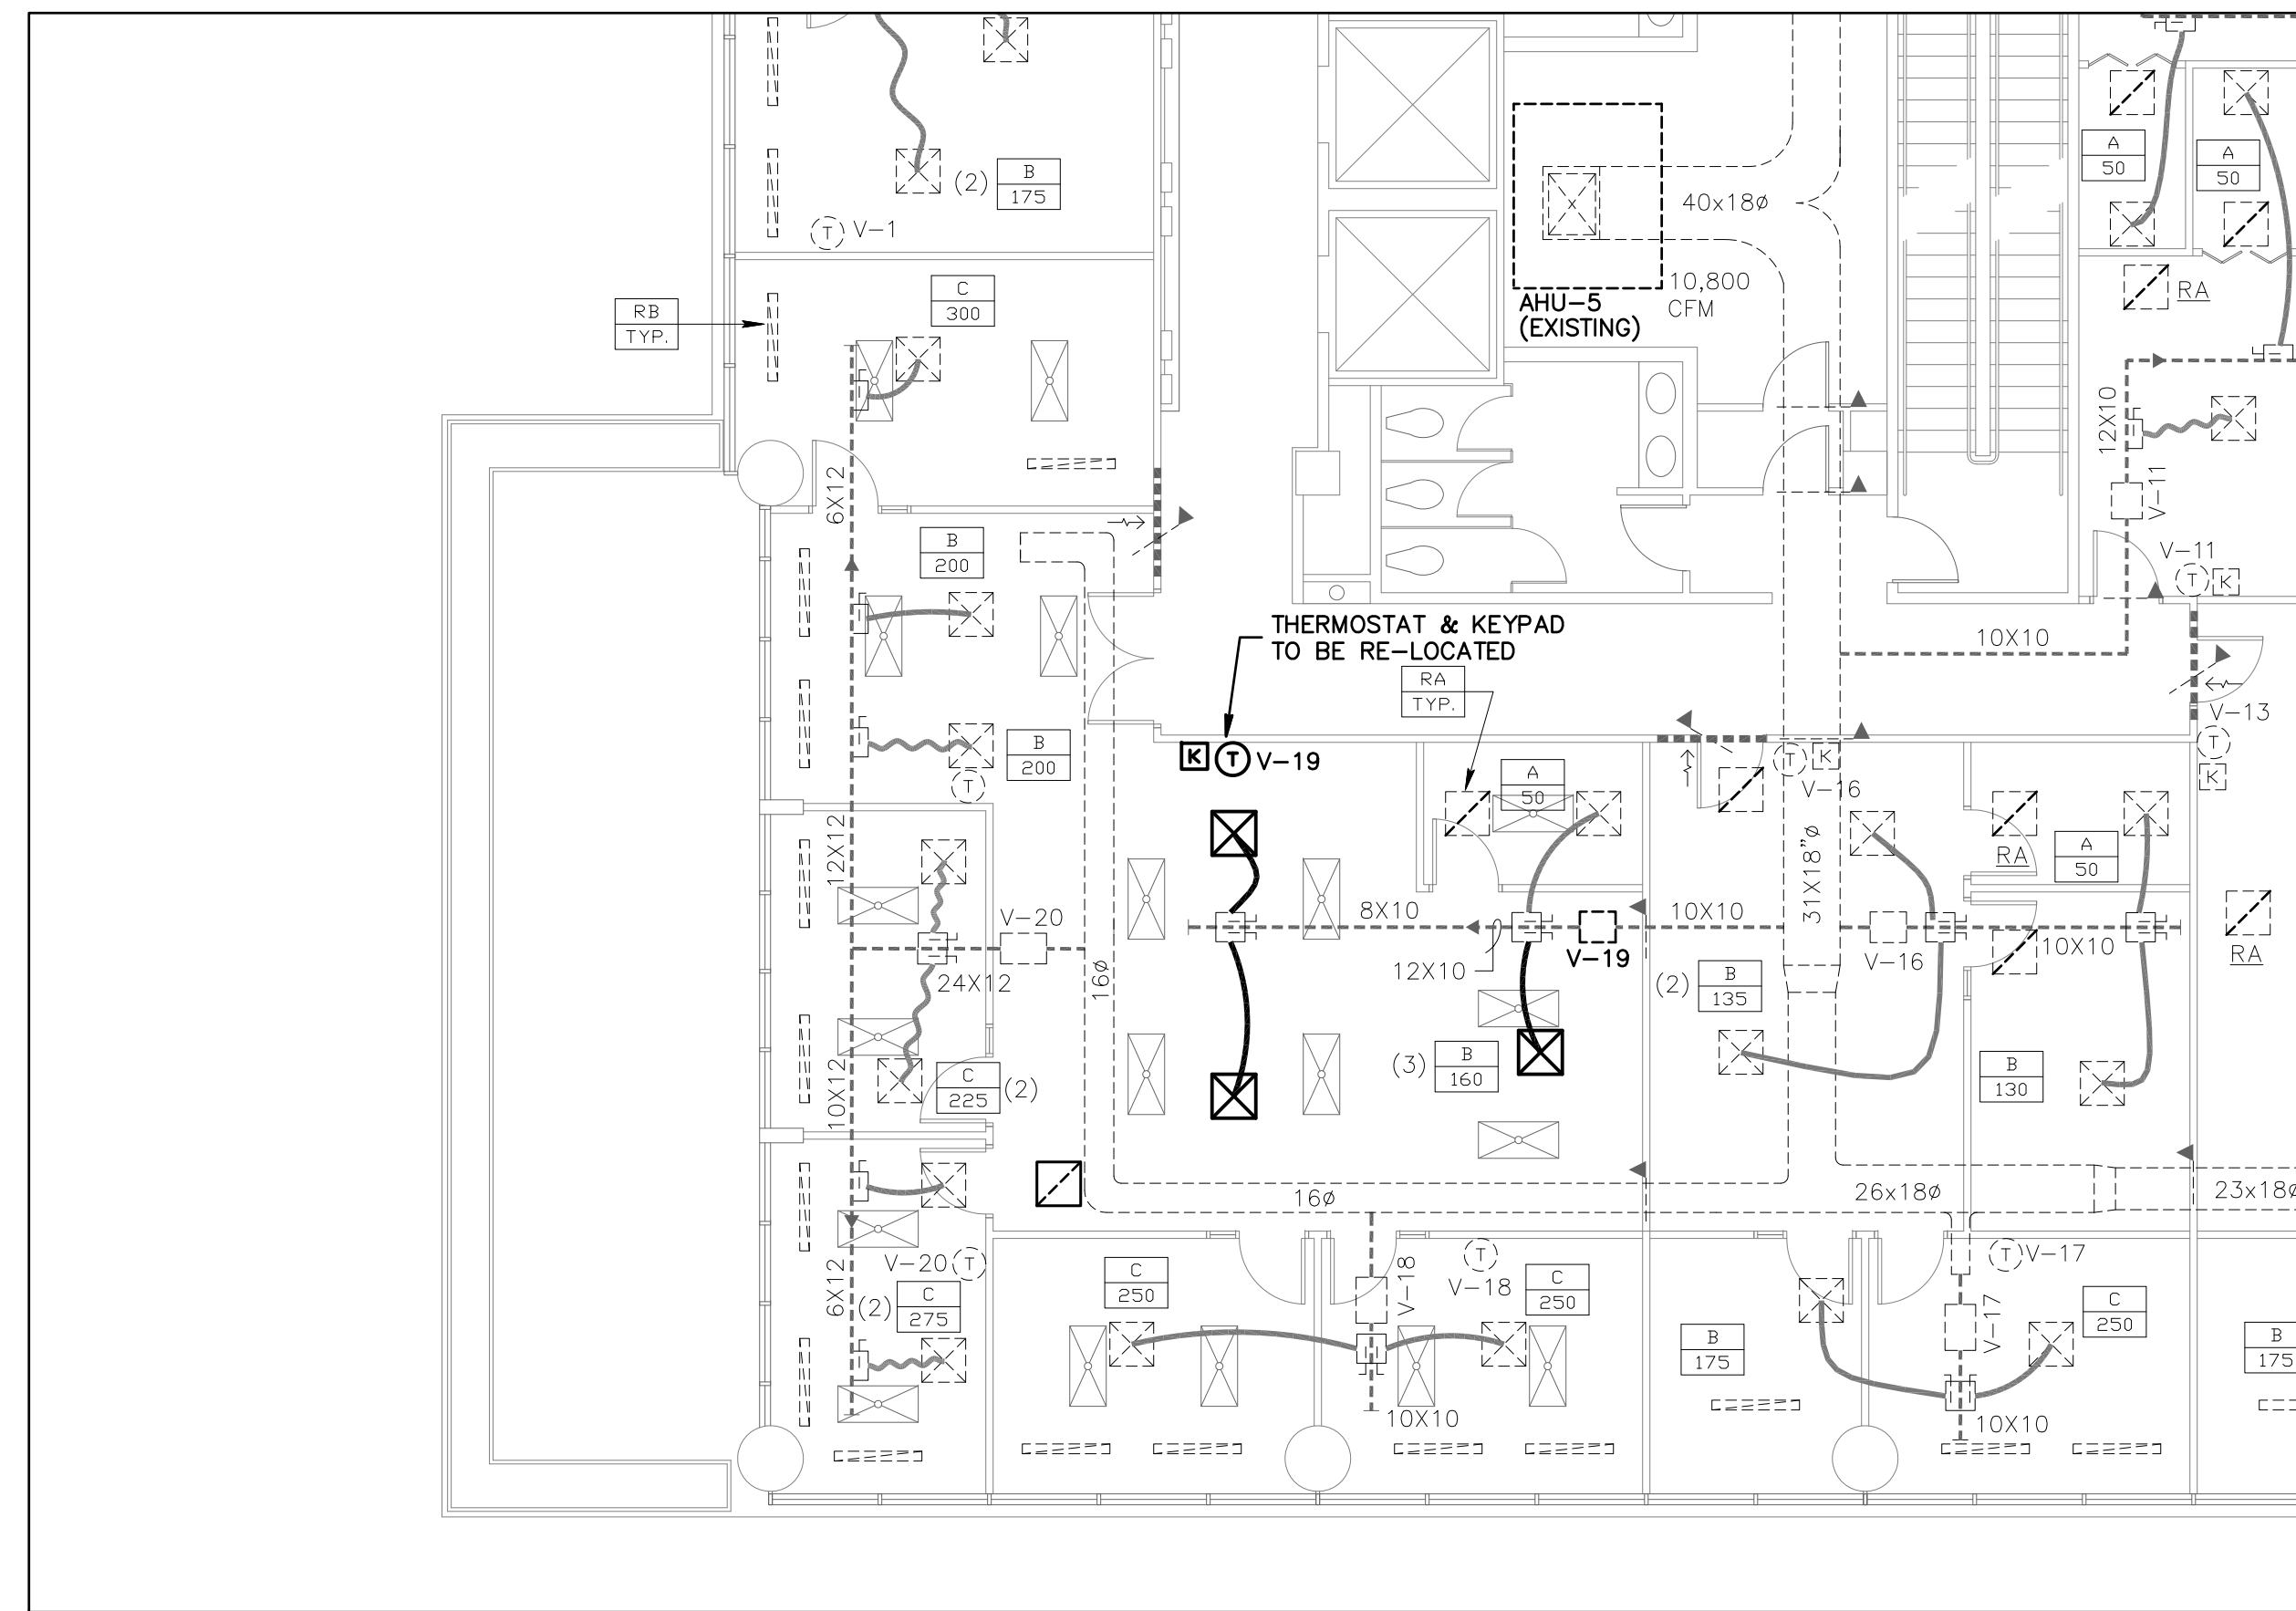 (2)
B
175
T V-1
40x18ø
10,800
CFM
AHU-5
(EXISTING)
A
50
A
50
RA
RB
TYP.
C
300
6X12
12X10
V-11
V-11
T
K
B
200
B
200
T
THERMOSTAT & KEYPAD
TO BE RE-LOCATED
RA
TYP.
10X10
V-13
T
K
K T V-19
A
50
T K
V-16
31X18"ø
RA
A
50
12X12
V-20
24X12
16ø
8X10
12X10
V-19
10X10
V-16
10X10
RA
(2)
B
135
(3)
B
160
B
130
10X12
C
225
(2)
16ø
26x18ø
23x18ø
V-20 T
6X12
(2)
C
275
C
250
V-18
T
V-18
C
250
T V-17
V-17
C
250
B
175
B
175
10X10
10X10